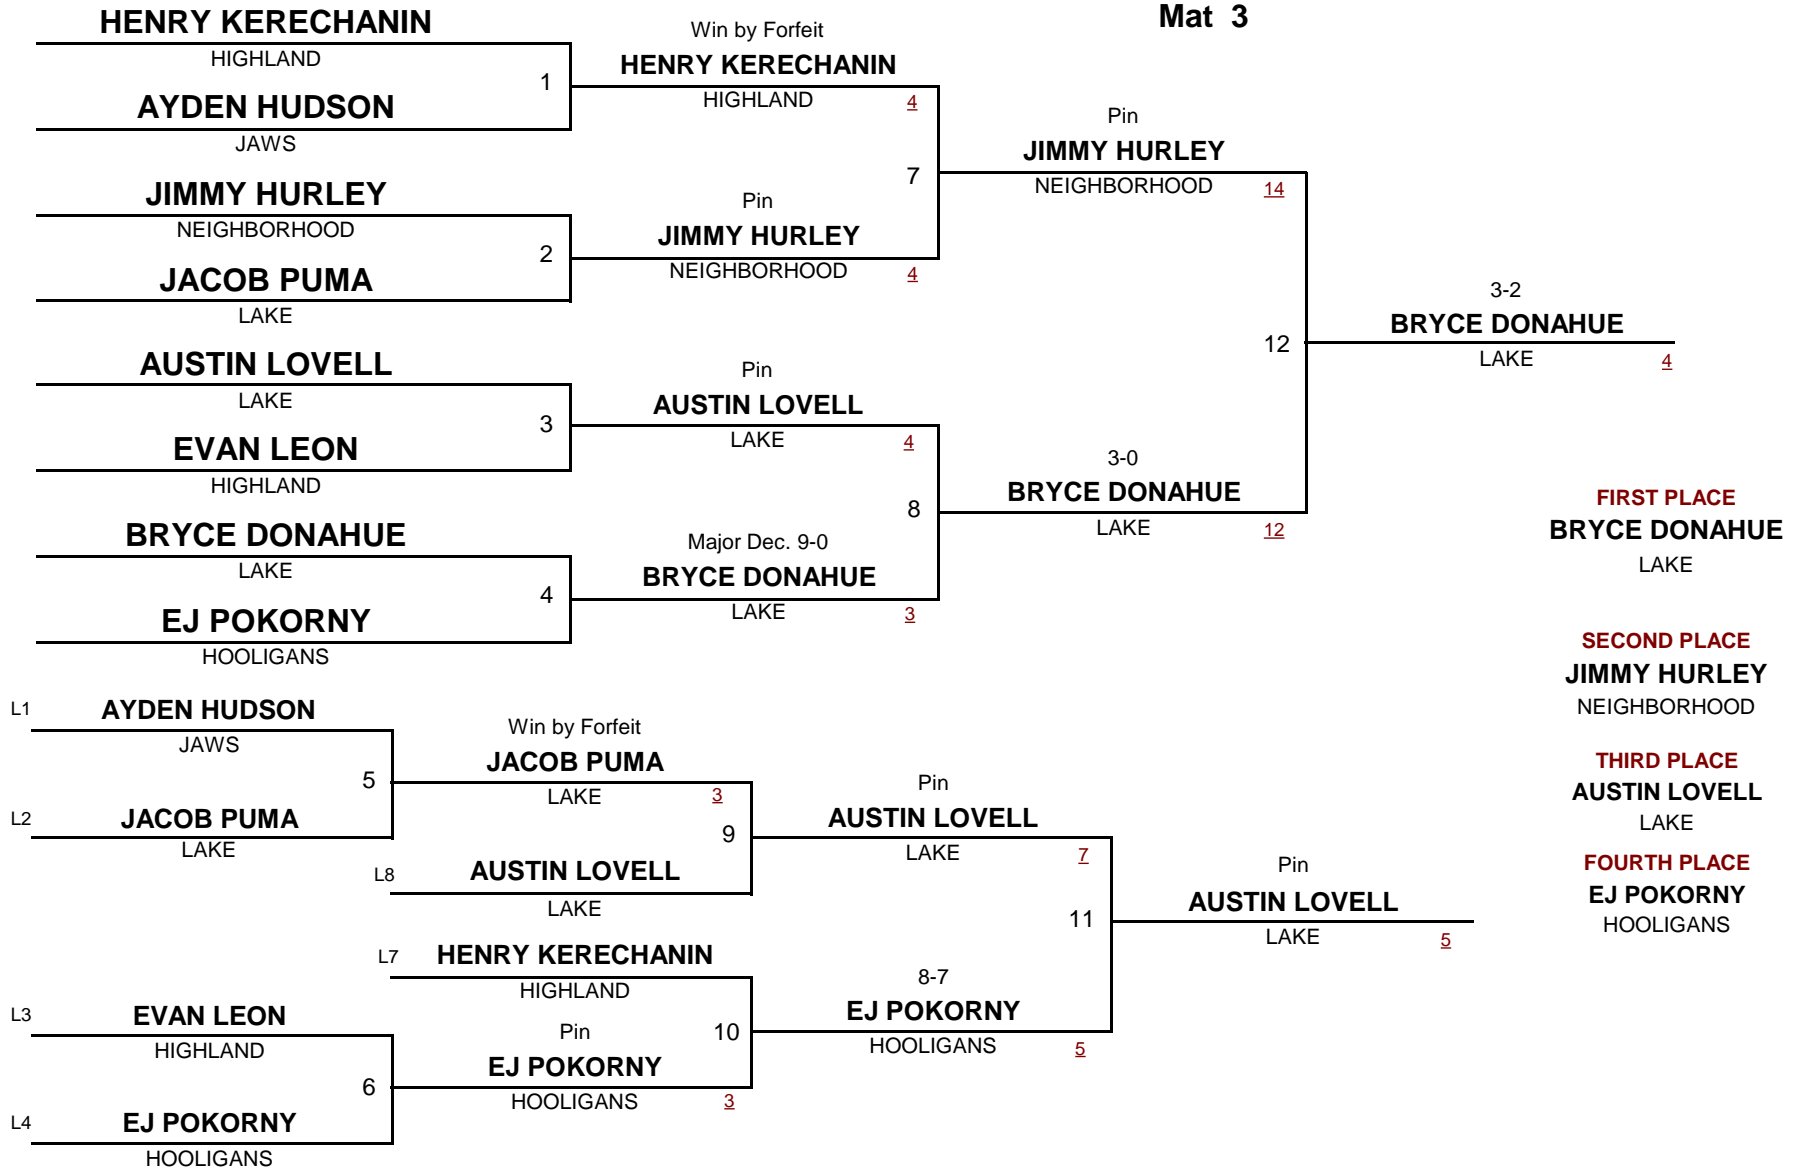 Mat 3
HENRY KERECHANIN
HIGHLAND
1
AYDEN HUDSON
JAWS
JIMMY HURLEY
NEIGHBORHOOD
2
JACOB PUMA
LAKE
AUSTIN LOVELL
LAKE
3
EVAN LEON
HIGHLAND
BRYCE DONAHUE
LAKE
4
EJ POKORNY
HOOLIGANS
Win by Forfeit
HENRY KERECHANIN
HIGHLAND 4
7
Pin
JIMMY HURLEY
NEIGHBORHOOD 4
Pin
AUSTIN LOVELL
LAKE 4
8
Major Dec. 9-0
BRYCE DONAHUE
LAKE 3
Pin
JIMMY HURLEY
NEIGHBORHOOD 14
12
3-0
BRYCE DONAHUE
LAKE 12
3-2
BRYCE DONAHUE
LAKE 4
L1 AYDEN HUDSON
JAWS
5
L2 JACOB PUMA
LAKE
L3 EVAN LEON
HIGHLAND
6
L4 EJ POKORNY
HOOLIGANS
Win by Forfeit
JACOB PUMA
LAKE 3
9
L8 AUSTIN LOVELL
LAKE
L7 HENRY KERECHANIN
HIGHLAND
10
Pin
EJ POKORNY
HOOLIGANS 3
Pin
AUSTIN LOVELL
LAKE 7
11
8-7
EJ POKORNY
HOOLIGANS 5
Pin
AUSTIN LOVELL
LAKE 5
FIRST PLACE
BRYCE DONAHUE
LAKE
SECOND PLACE
JIMMY HURLEY
NEIGHBORHOOD
THIRD PLACE
AUSTIN LOVELL
LAKE
FOURTH PLACE
EJ POKORNY
HOOLIGANS